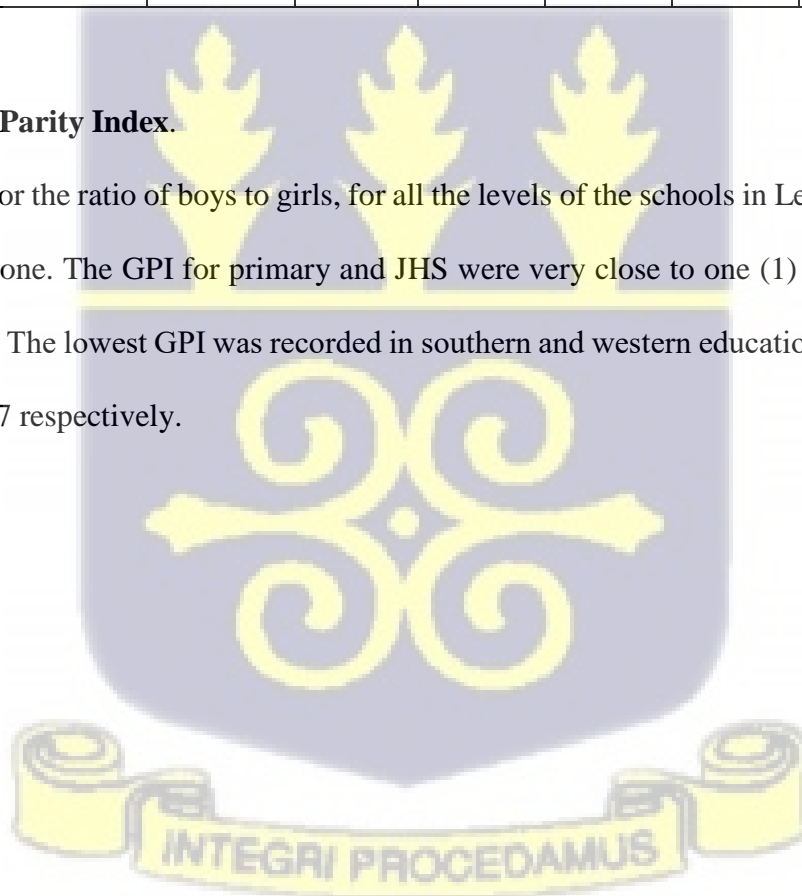 Parity Index.
or the ratio of boys to girls, for all the levels of the schools in Le
one. The GPI for primary and JHS were very close to one (1)
The lowest GPI was recorded in southern and western educatio
7 respectively.
INTEGRI PROCEDAMUS